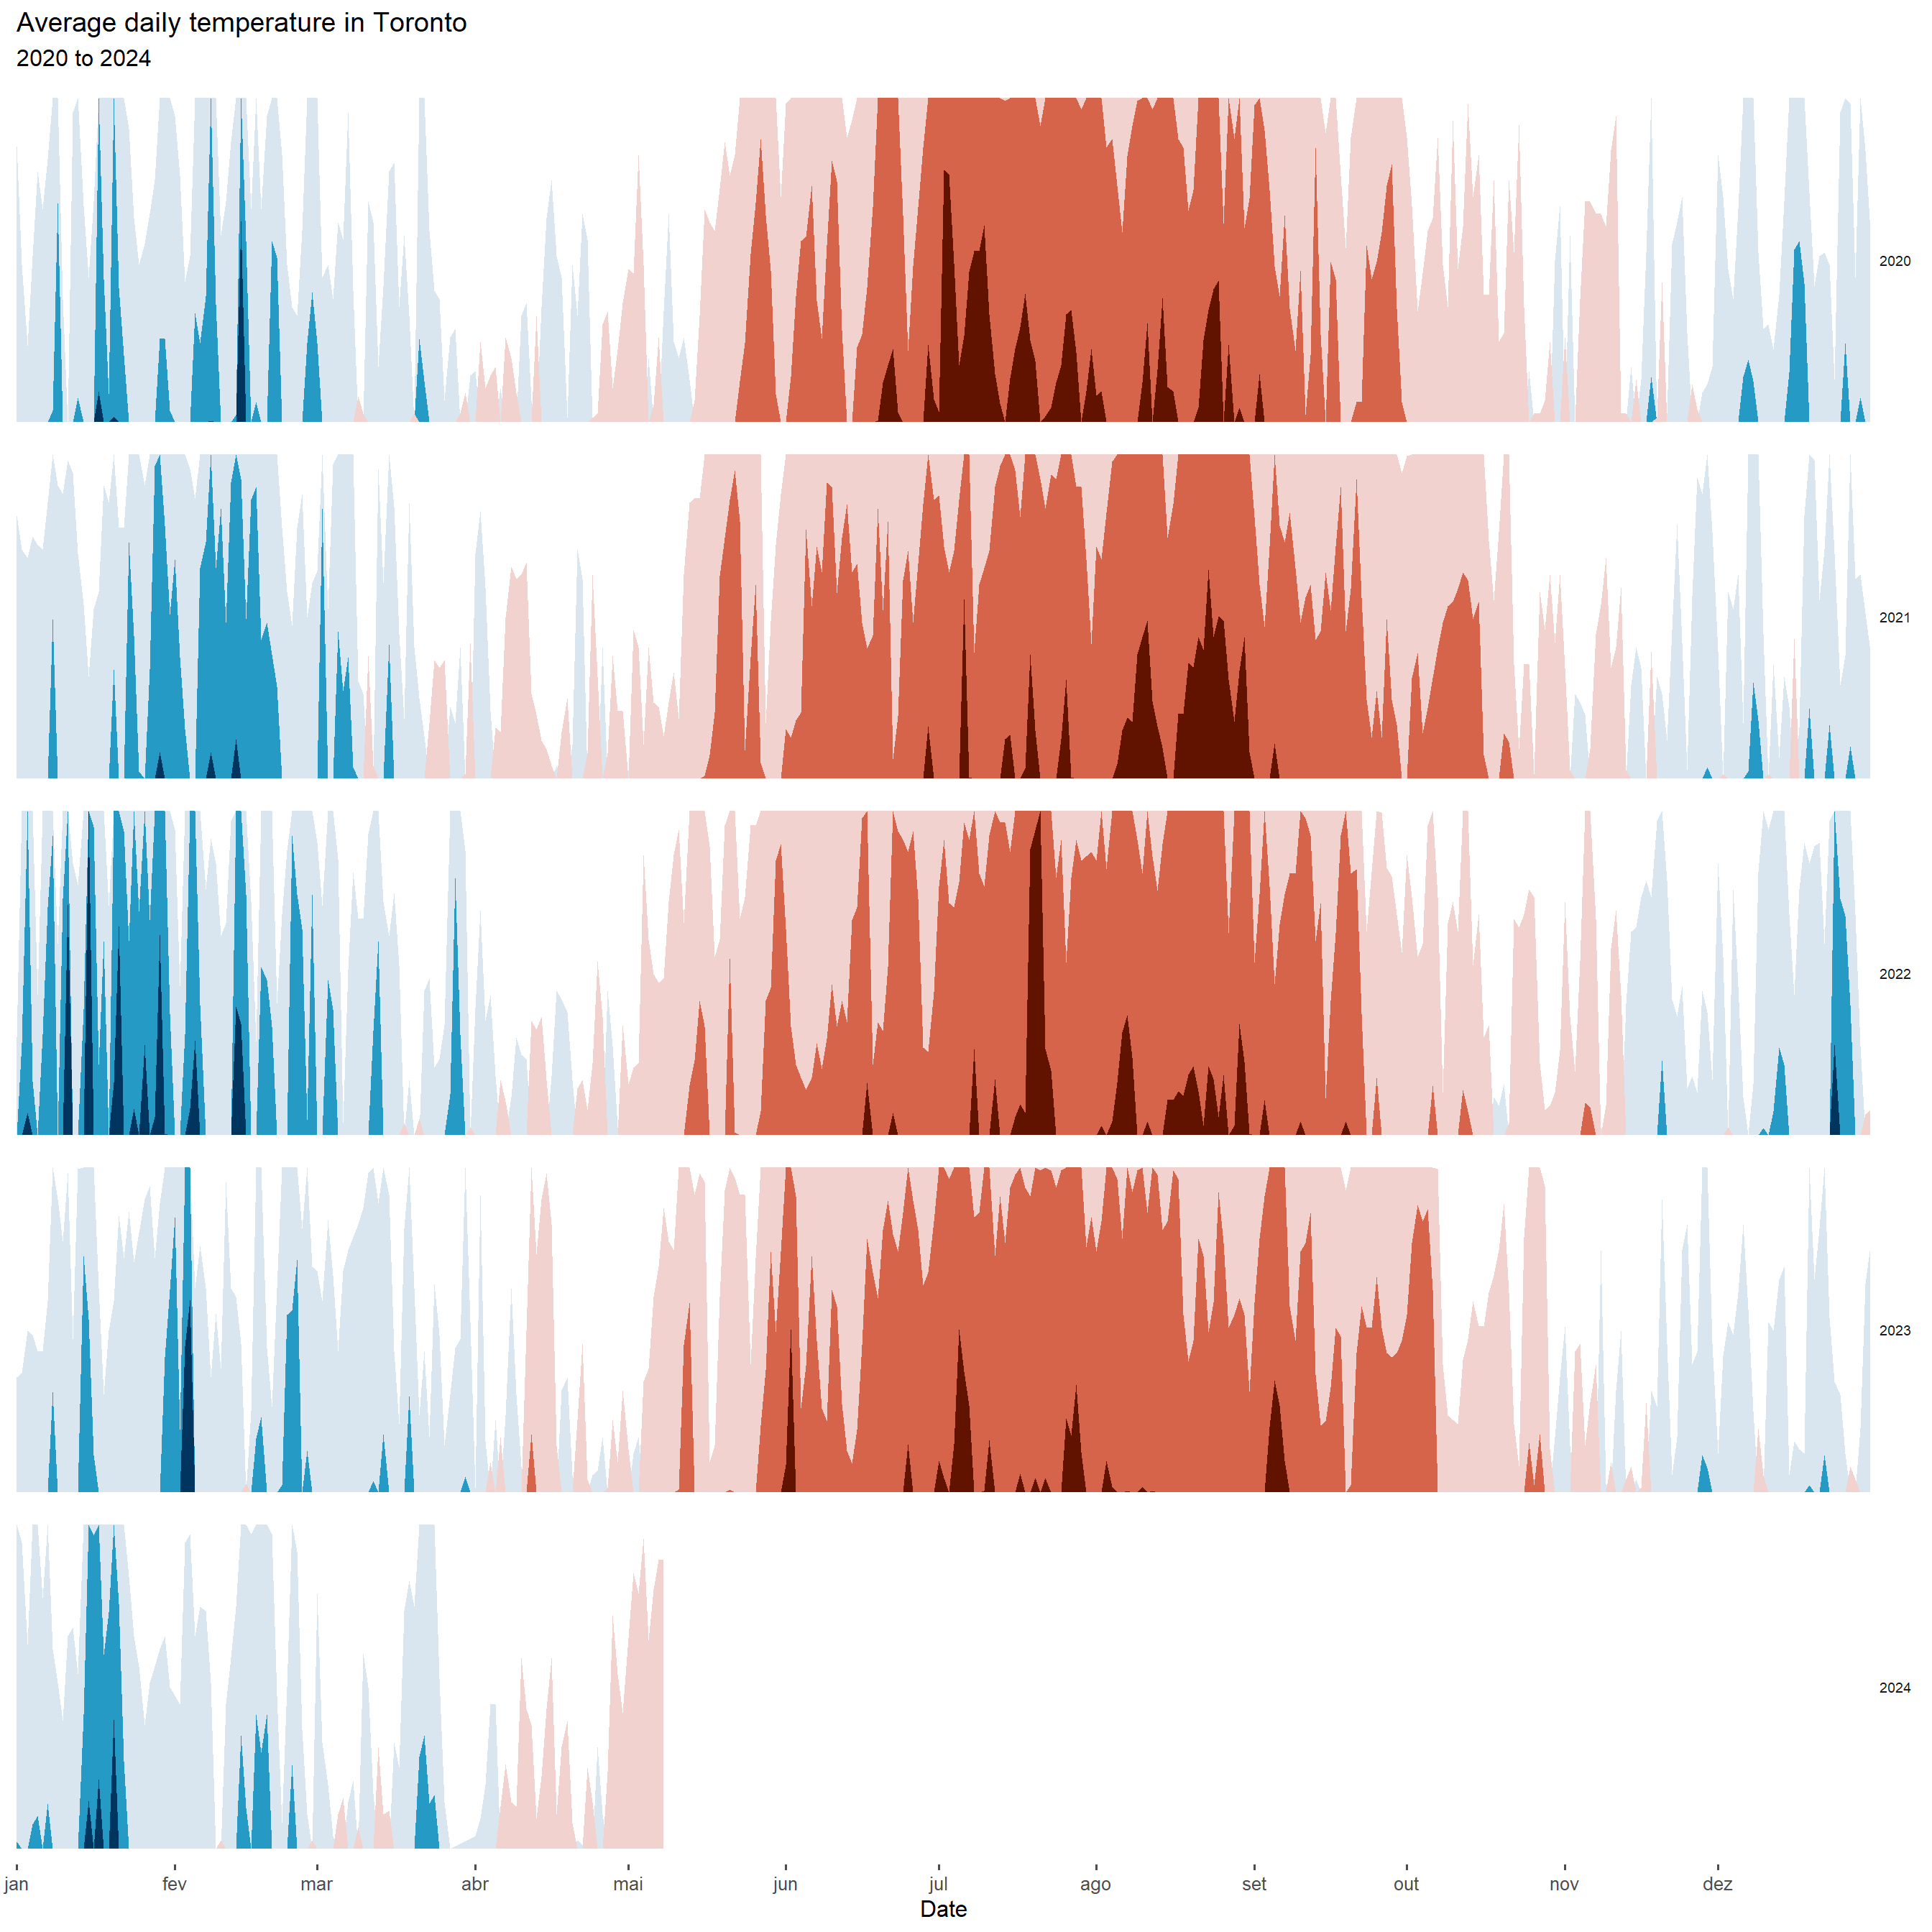 Average daily temperature in Toronto
2020 to 2024
2020
2021
2022
2023
2024
jan fev mar abr mai jun jul ago set out nov dez
Date